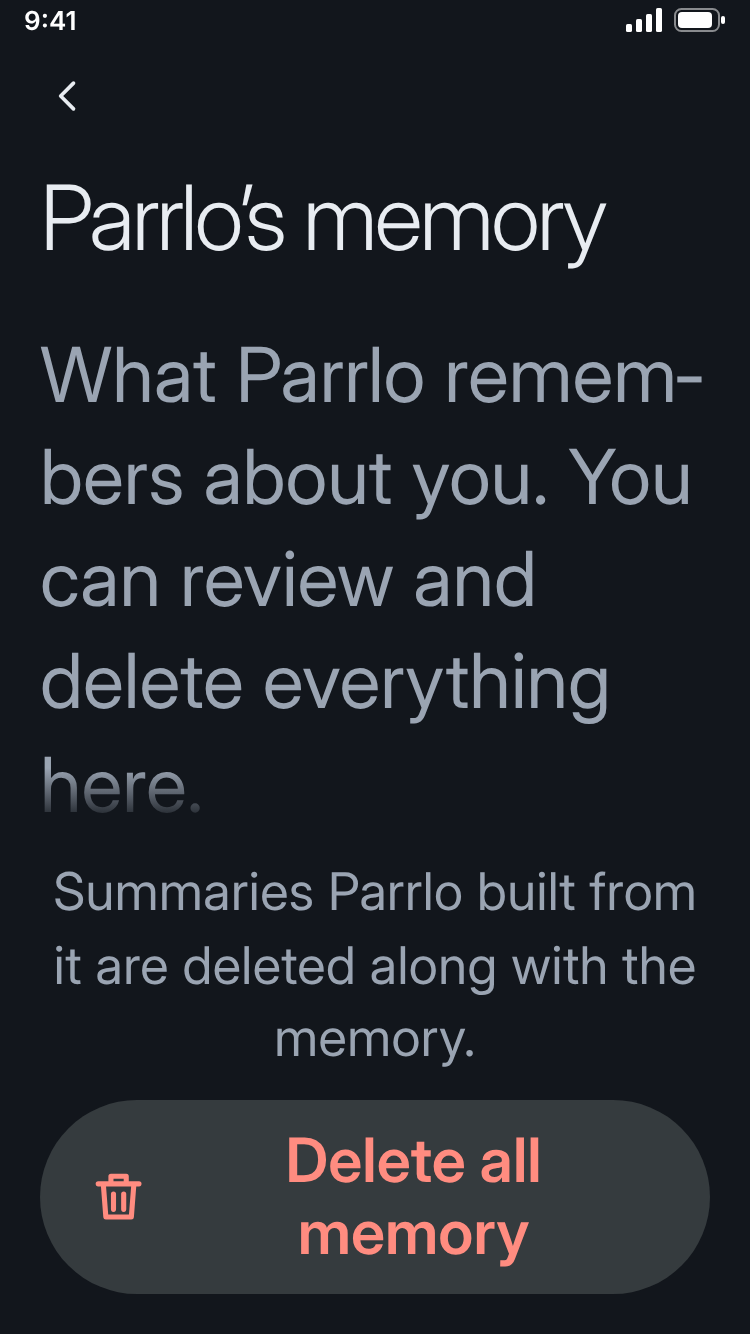 9:41
Parrlo’s memory
What Parrlo remem-
bers about you. You
can review and
delete everything
here.
Summaries Parrlo built from
it are deleted along with the
memory.
Delete all
memory